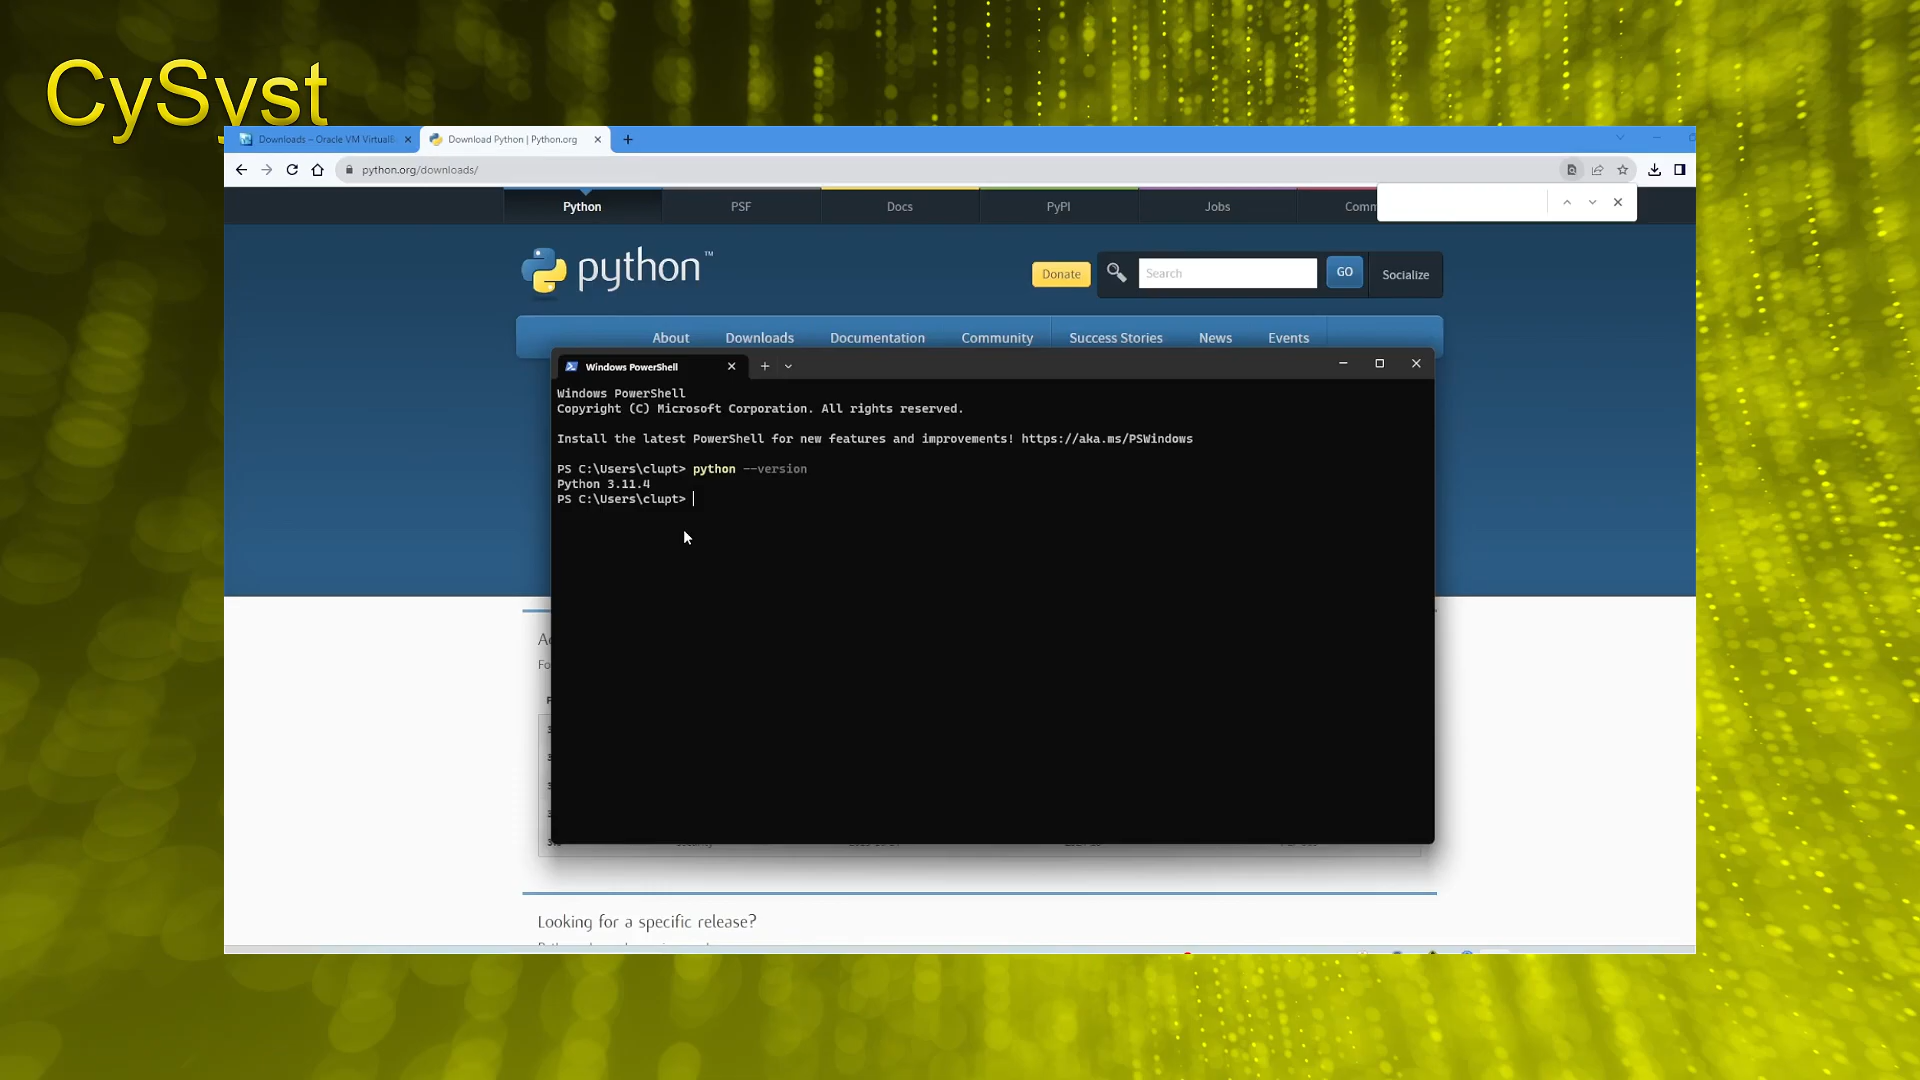 CySyst
Downloads – Oracle VM VirtualB
Download Python | Python.org
python.org/downloads/
Python
PSF
Docs
PyPI
Jobs
Comm
python™
Donate
Search
GO
Socialize
About
Downloads
Documentation
Community
Success Stories
News
Events
Windows PowerShell
Windows PowerShell
Copyright (C) Microsoft Corporation. All rights reserved.
Install the latest PowerShell for new features and improvements! https://aka.ms/PSWindows
PS C:\Users\clupt> python --version
Python 3.11.4
PS C:\Users\clupt>
Fo
Looking for a specific release?